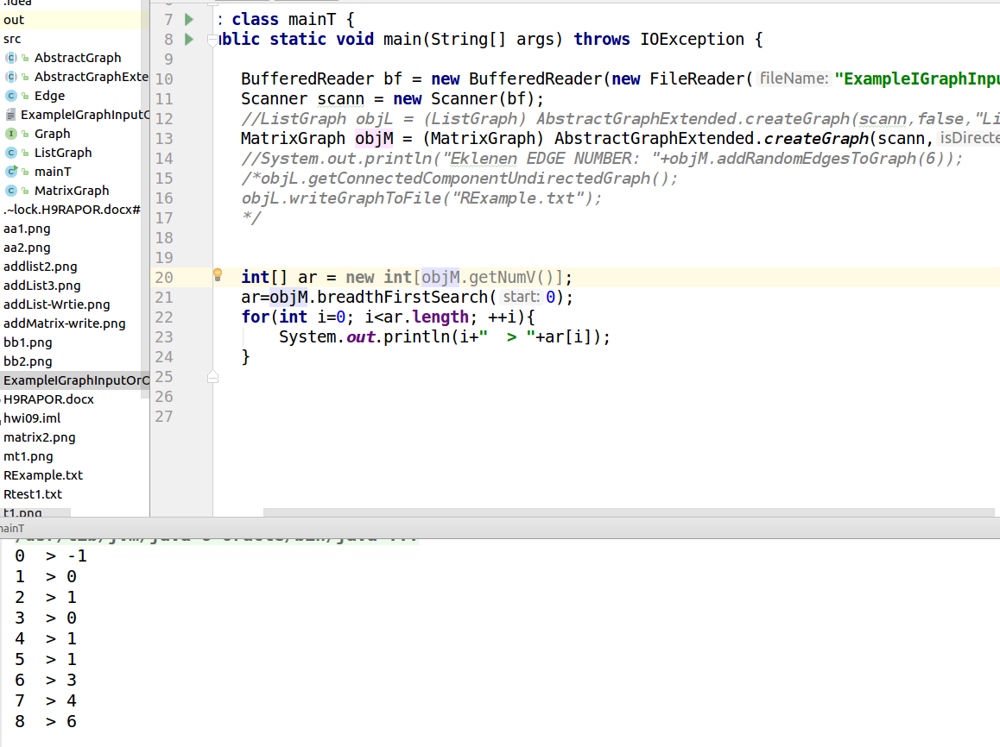 .idea
out
src
AbstractGraph
AbstractGraphExte
Edge
ExampleIGraphInputO
Graph
ListGraph
mainT
MatrixGraph
.~lock.H9RAPOR.docx#
aa1.png
aa2.png
addlist2.png
addList3.png
addList-Wrtie.png
addMatrix-write.png
bb1.png
bb2.png
ExampleIGraphInputOrO
H9RAPOR.docx
hwi09.iml
matrix2.png
mt1.png
RExample.txt
Rtest1.txt
t1.png
7 : class mainT {
8 ublic static void main(String[] args) throws IOException {
9
10 BufferedReader bf = new BufferedReader(new FileReader( fileName: "ExampleIGraphInpu
11 Scanner scann = new Scanner(bf);
12 //ListGraph objL = (ListGraph) AbstractGraphExtended.createGraph(scann,false,"Li
13 MatrixGraph objM = (MatrixGraph) AbstractGraphExtended.createGraph(scann, isDirecte
14 //System.out.println("Eklenen EDGE NUMBER: "+objM.addRandomEdgesToGraph(6));
15 /*objL.getConnectedComponentUndirectedGraph();
16 objL.writeGraphToFile("RExample.txt");
17 */
18
19
20 int[] ar = new int[objM.getNumV()];
21 ar=objM.breadthFirstSearch( start: 0);
22 for(int i=0; i<ar.length; ++i){
23 System.out.println(i+"  > "+ar[i]);
24 }
25
26
27
mainT
0  > -1
1  > 0
2  > 1
3  > 0
4  > 1
5  > 1
6  > 3
7  > 4
8  > 6